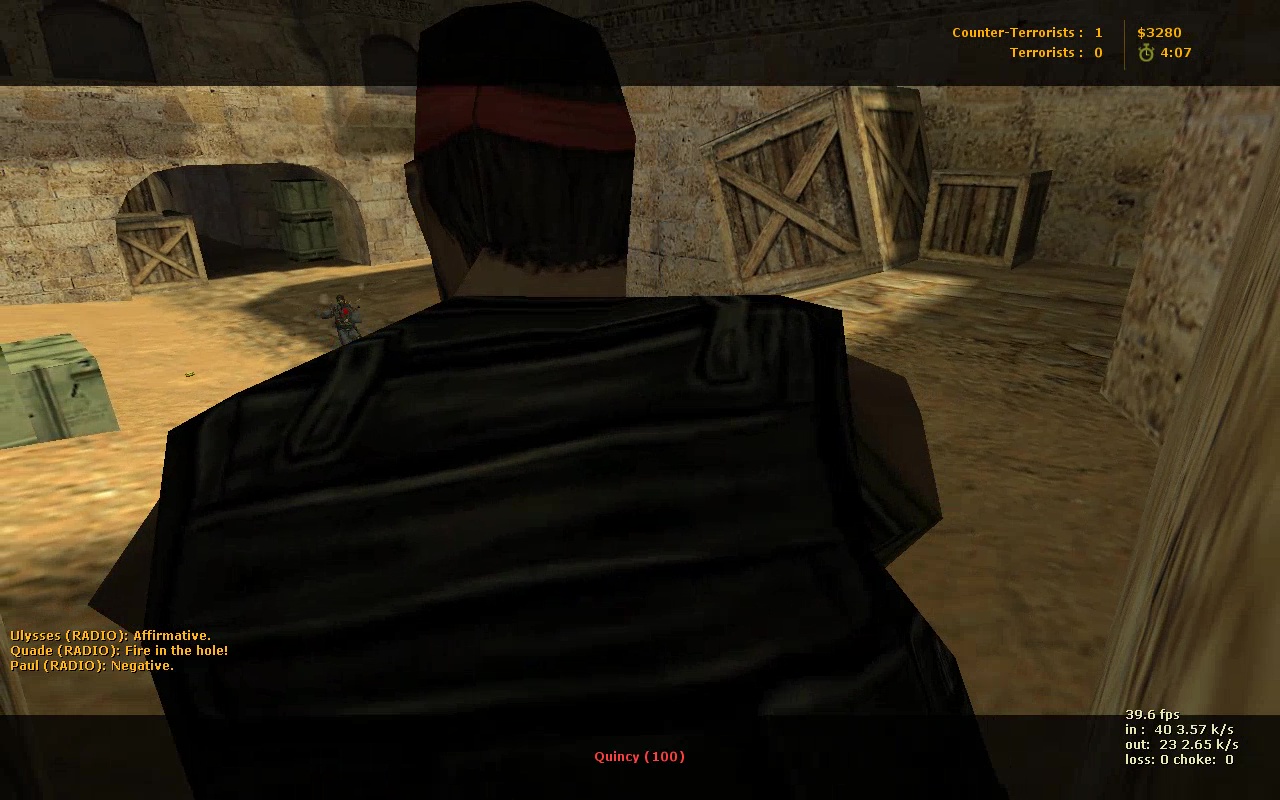 Counter-Terrorists : 1 $3280
Terrorists : 0 4:07
Ulysses (RADIO): Affirmative.
Quade (RADIO): Fire in the hole!
Paul (RADIO): Negative.
Quincy (100)
39.6 fps
in : 40 3.57 k/s
out: 23 2.65 k/s
loss: 0 choke: 0